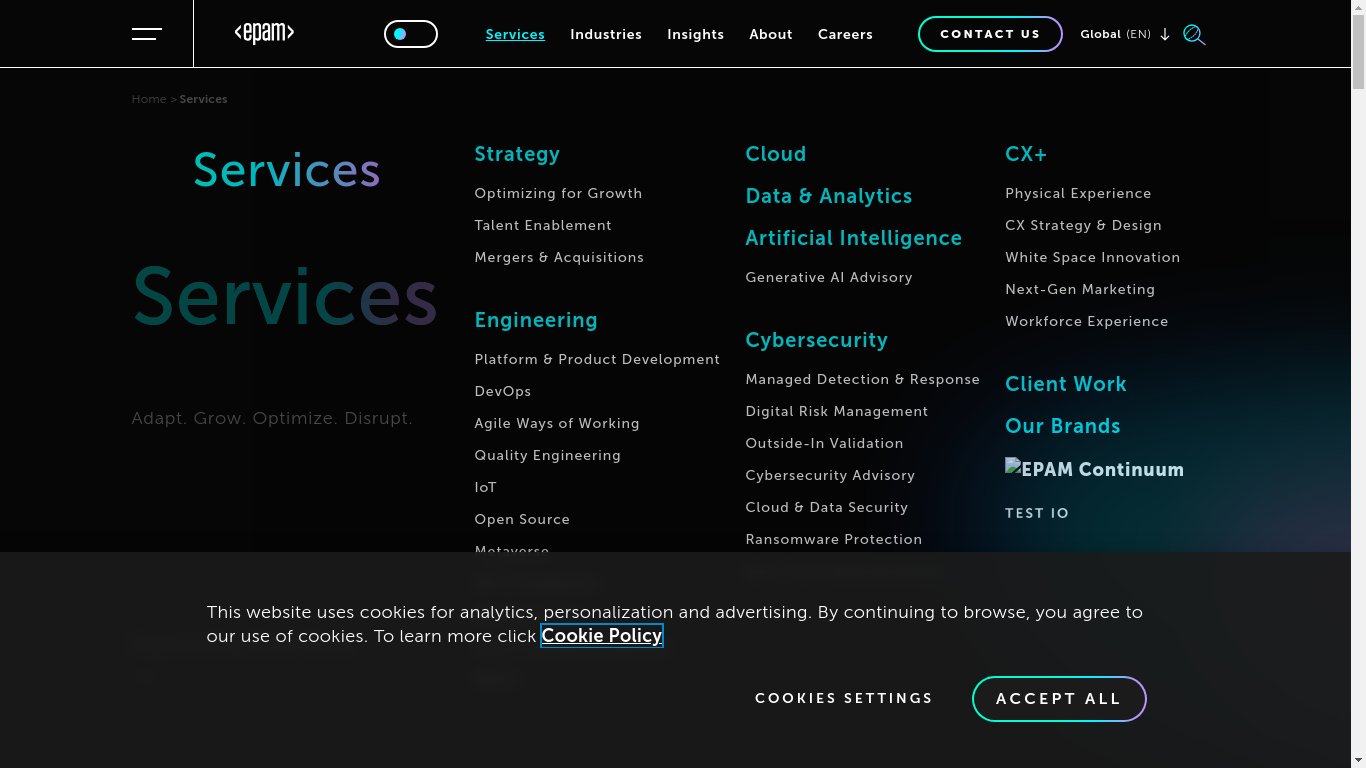 <epam>
Services
Industries
Insights
About
Careers
CONTACT US
Global (EN)
Home > Services
Services
Services
Adapt. Grow. Optimize. Disrupt.
Strategy
Optimizing for Growth
Talent Enablement
Mergers & Acquisitions
Engineering
Platform & Product Development
DevOps
Agile Ways of Working
Quality Engineering
IoT
Open Source
Metaverse
Cloud
Data & Analytics
Artificial Intelligence
Generative AI Advisory
Cybersecurity
Managed Detection & Response
Digital Risk Management
Outside-In Validation
Cybersecurity Advisory
Cloud & Data Security
Ransomware Protection
CX+
Physical Experience
CX Strategy & Design
White Space Innovation
Next-Gen Marketing
Workforce Experience
Client Work
Our Brands
EPAM Continuum
TEST IO
This website uses cookies for analytics, personalization and advertising. By continuing to browse, you agree to
our use of cookies. To learn more click Cookie Policy
COOKIES SETTINGS
ACCEPT ALL